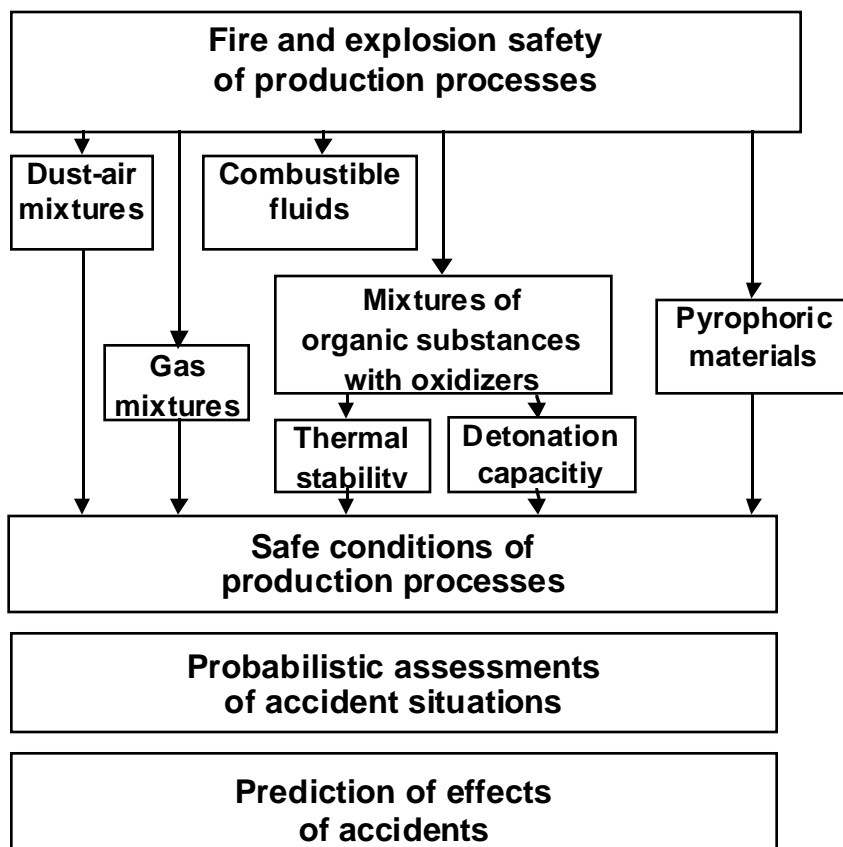 Fire and explosion safety
of production processes
Dust-air
mixtures
Combustible
fluids
Mixtures of
organic substances
with oxidizers
Pyrophoric
materials
Gas
mixtures
Thermal
stability
Detonation
capacitiy
Safe conditions of
production processes
Probabilistic assessments
of accident situations
Prediction of effects
of accidents